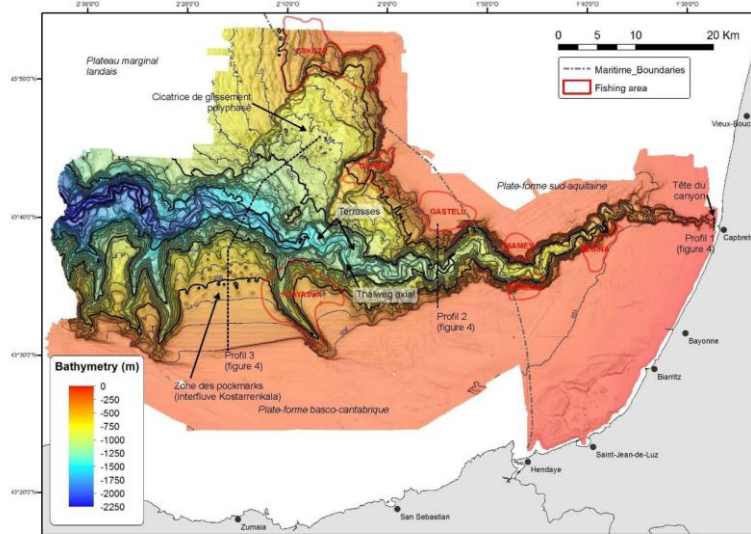 2°30'0"
2°20'0"
2°10'0"
2°0'0"
1°50'0"
1°40'0"
1°30'0"
43°50'0"N
43°40'0"N
43°30'0"N
43°20'0"N
Plateau marginal
landais
Cicatrice de glissement
polyphasé
0
5
10
20 Km
Maritime_Boundaries
Fishing area
Vieux-Bouc
Plate-forme sud-aquitaine
Tête du
canyon
Capbret
Profil 1
(figure 4)
GASTELU
Terrasses
Thalweg axial
Profil 2
(figure 4)
Profil 3
(figure 4)
Zone des pockmarks
(interfluve Kostarrenkala)
Plate-forme basco-cantabrique
Bayonne
Biarritz
Saint-Jean-de-Luz
Hendaye
San Sebastian
Zumaia
Bathymetry (m)
0
-250
-500
-750
-1000
-1250
-1500
-1750
-2000
-2250